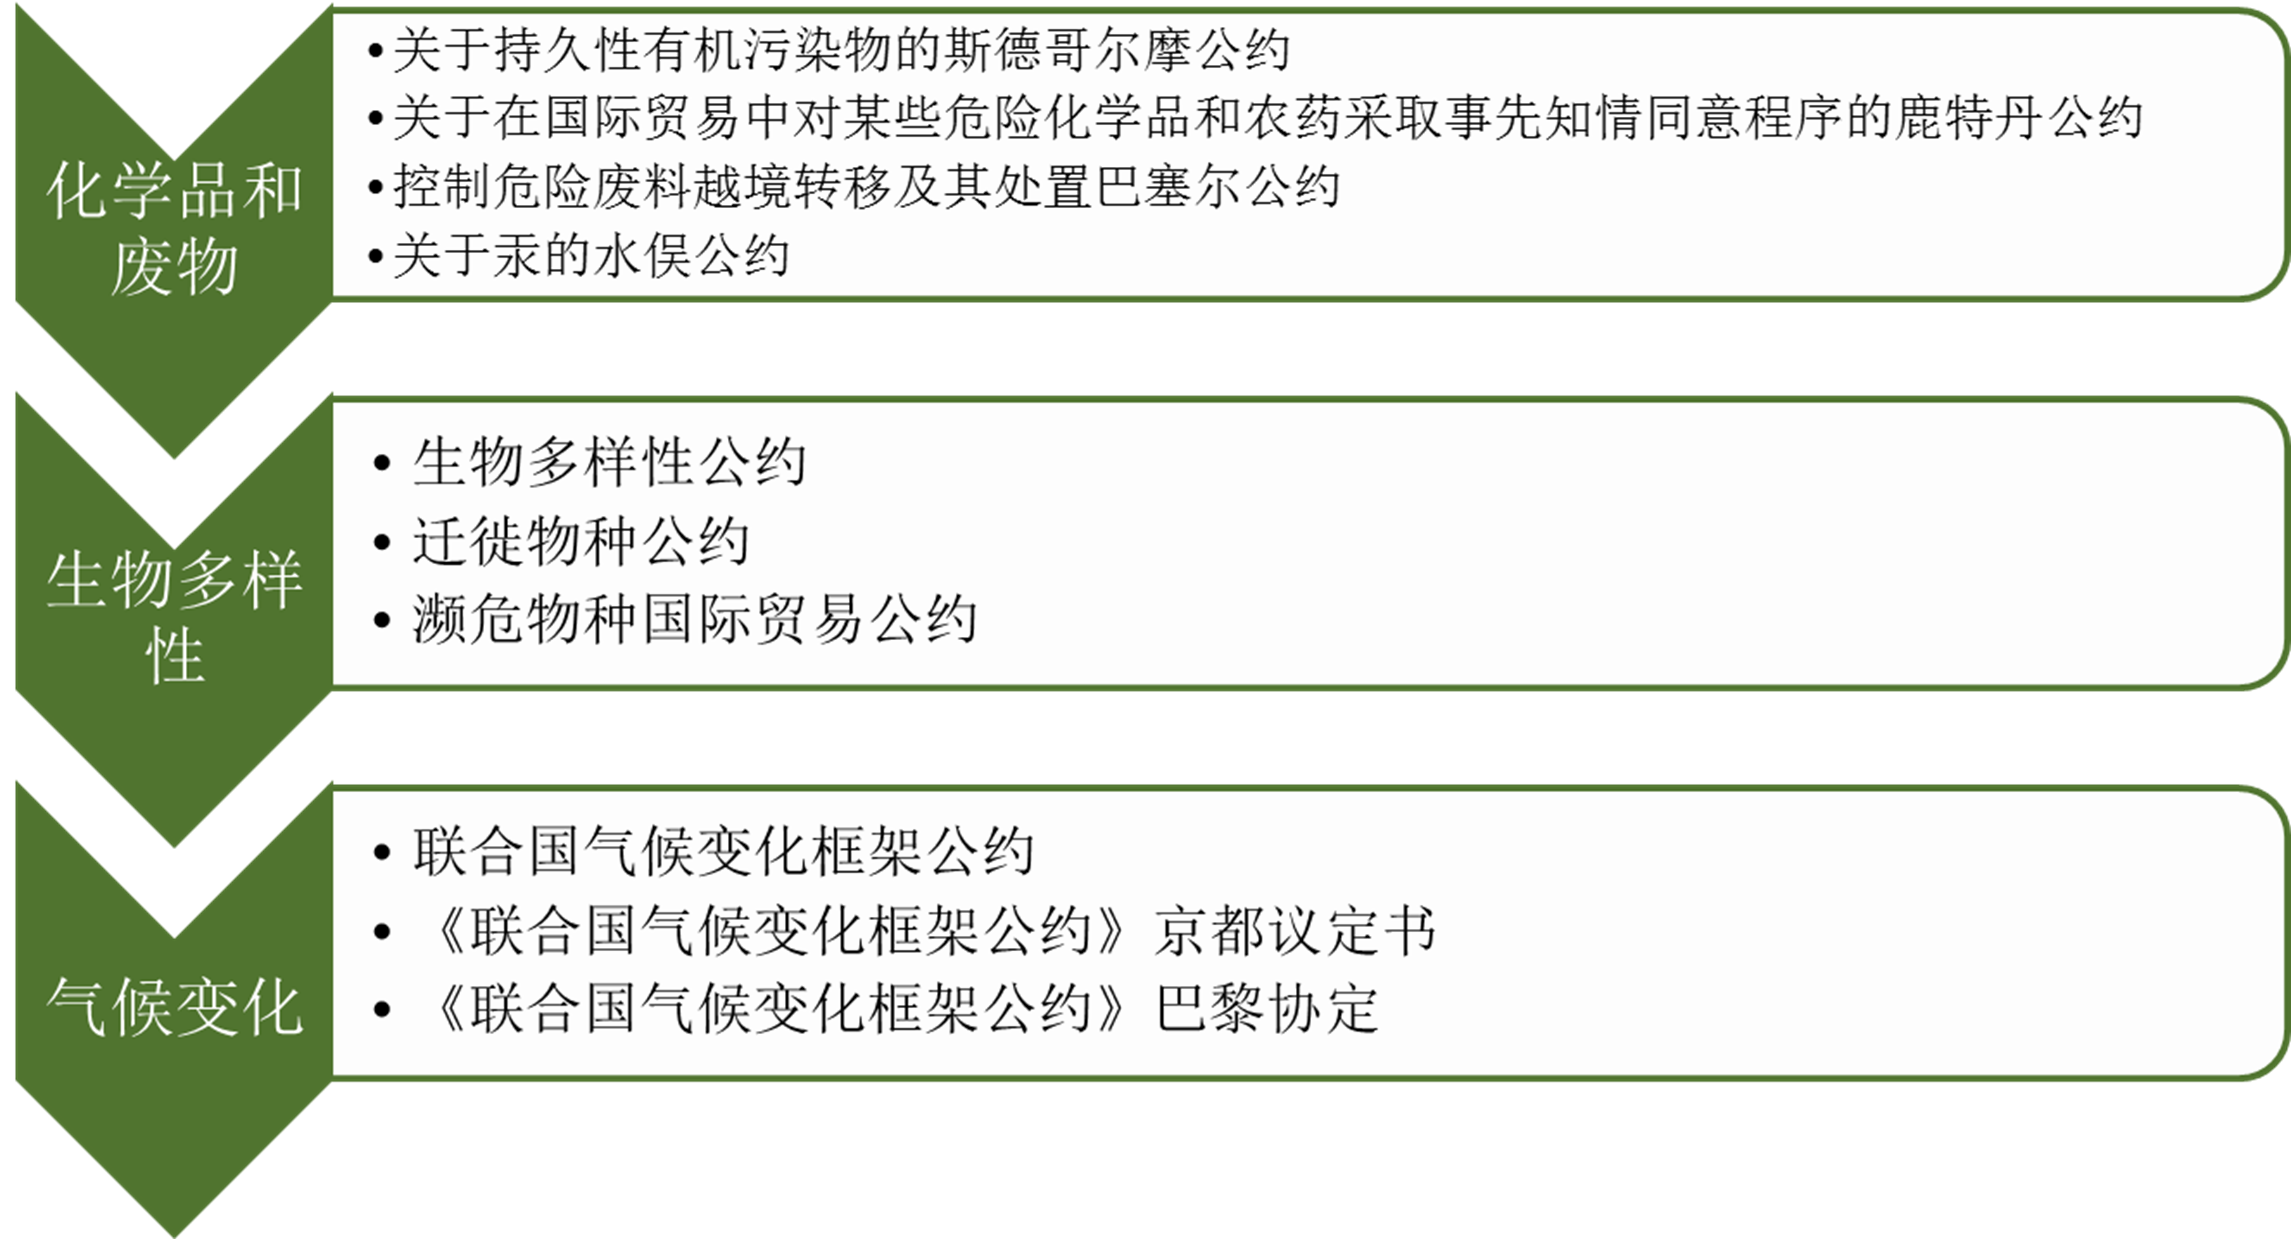 化学品和
废物
•关于持久性有机污染物的斯德哥尔摩公约
•关于在国际贸易中对某些危险化学品和农药采取事先知情同意程序的鹿特丹公约
•控制危险废料越境转移及其处置巴塞尔公约
•关于汞的水俣公约
生物多样
性
• 生物多样性公约
• 迁徙物种公约
• 濒危物种国际贸易公约
气候变化
• 联合国气候变化框架公约
• 《联合国气候变化框架公约》京都议定书
• 《联合国气候变化框架公约》巴黎协定